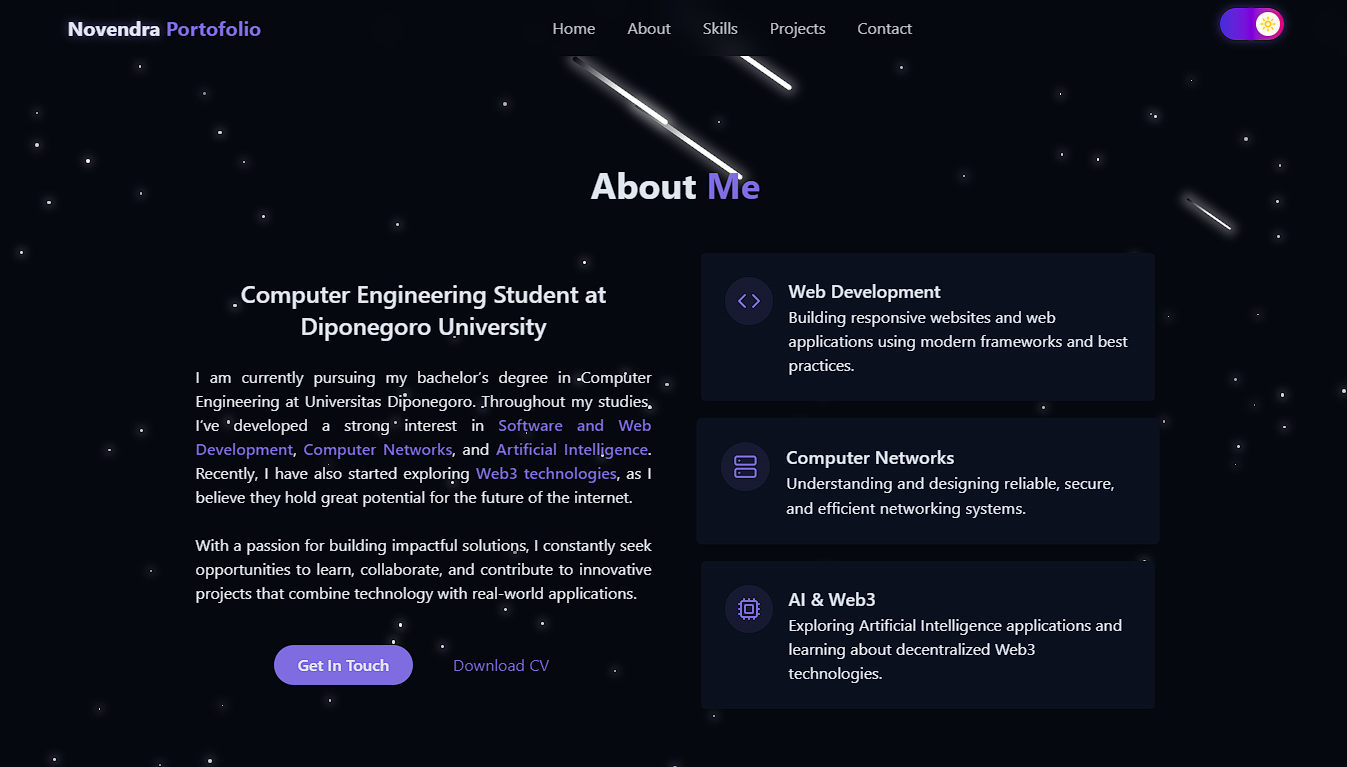 Novendra Portofolio
Home About Skills Projects Contact
About Me
Computer Engineering Student at
Diponegoro University
I am currently pursuing my bachelor’s degree in Computer
Engineering at Universitas Diponegoro. Throughout my studies,
I’ve developed a strong interest in Software and Web
Development, Computer Networks, and Artificial Intelligence.
Recently, I have also started exploring Web3 technologies, as I
believe they hold great potential for the future of the internet.
With a passion for building impactful solutions, I constantly seek
opportunities to learn, collaborate, and contribute to innovative
projects that combine technology with real-world applications.
Get In Touch
Download CV
Web Development
Building responsive websites and web
applications using modern frameworks and best
practices.
Computer Networks
Understanding and designing reliable, secure,
and efficient networking systems.
AI & Web3
Exploring Artificial Intelligence applications and
learning about decentralized Web3
technologies.